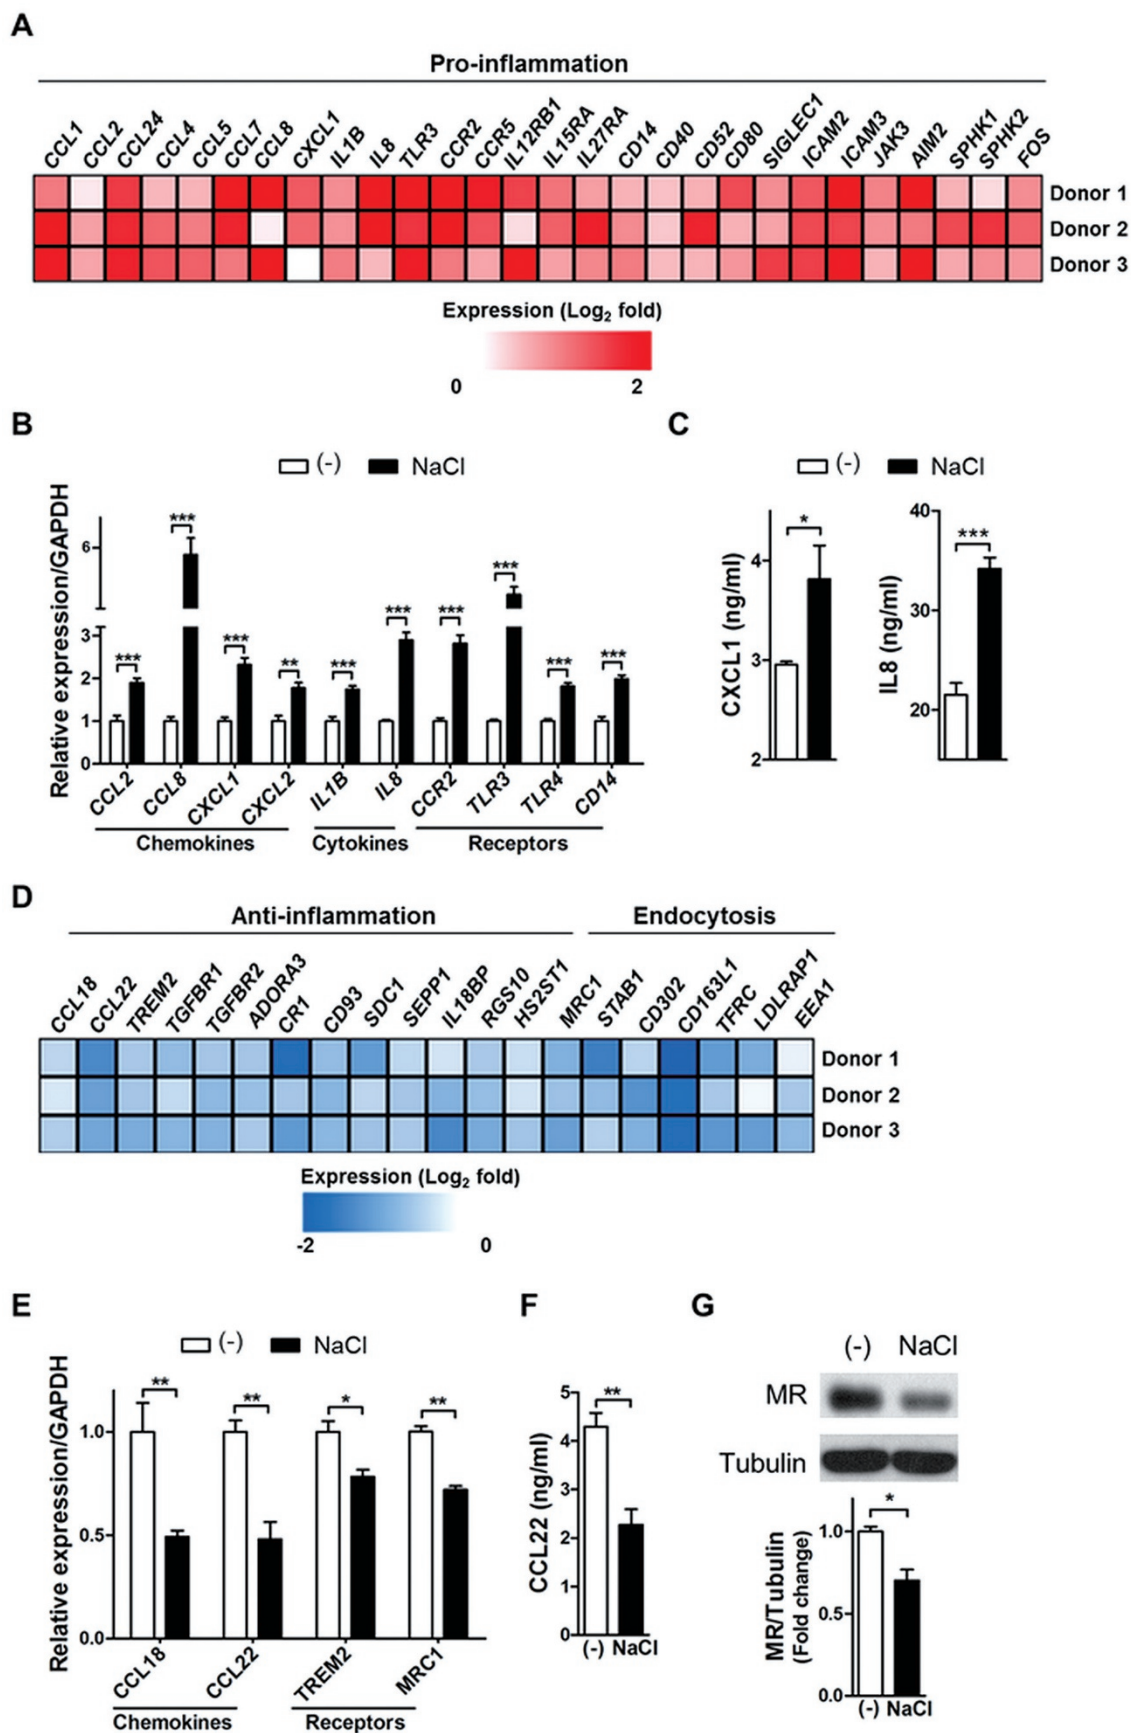 A
Pro-inflammation
CCL1 CCL2 CCL24 CCL4 CCL5 CCL7 CCL8 CXCL1 IL1B IL8 TLR3 CCR2 CCR5 IL12RB1 IL15RA IL27RA CD14 CD40 CD52 CD80 SIGLEC1 ICAM2 ICAM3 JAK3 AIM2 SPHK1 SPHK2 FOS
Donor 1
Donor 2
Donor 3
Expression (Log2 fold)
0 2
B
(-) NaCl
Relative expression/GAPDH
6
3
2
1
0
CCL2 CCL8 CXCL1 CXCL2 IL1B IL8 CCR2 TLR3 TLR4 CD14
*** *** *** ** *** *** *** *** *** ***
Chemokines Cytokines Receptors
C
(-) NaCl
CXCL1 (ng/ml)
4
3
2
*
IL8 (ng/ml)
40
30
20
***
D
Anti-inflammation Endocytosis
CCL18 CCL22 TREM2 TGFBR1 TGFBR2 ADORA3 CR1 CD93 SDC1 SEPP1 IL18BP RGS10 HS2ST1 MRC1 STAB1 CD302 CD163L1 TFRC LDLRAP1 EEA1
Donor 1
Donor 2
Donor 3
Expression (Log2 fold)
-2 0
E
(-) NaCl
Relative expression/GAPDH
1.0
0.5
0.0
** ** * **
CCL18 CCL22 TREM2 MRC1
Chemokines Receptors
F
CCL22 (ng/ml)
5
4
3
2
1
0
**
(-) NaCl
G
(-) NaCl
MR
Tubulin
MR/Tubulin
(Fold change)
1.0
0.5
0.0
*
(-) NaCl